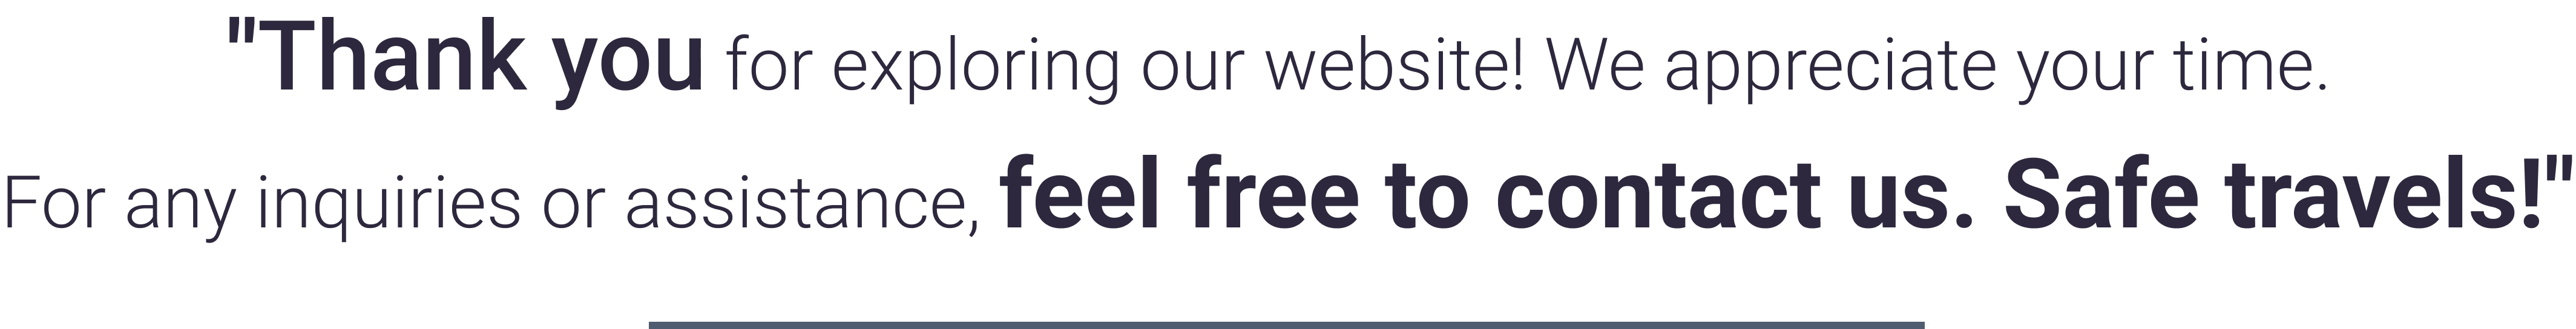 "Thank you for exploring our website! We appreciate your time.
For any inquiries or assistance, feel free to contact us. Safe travels!"